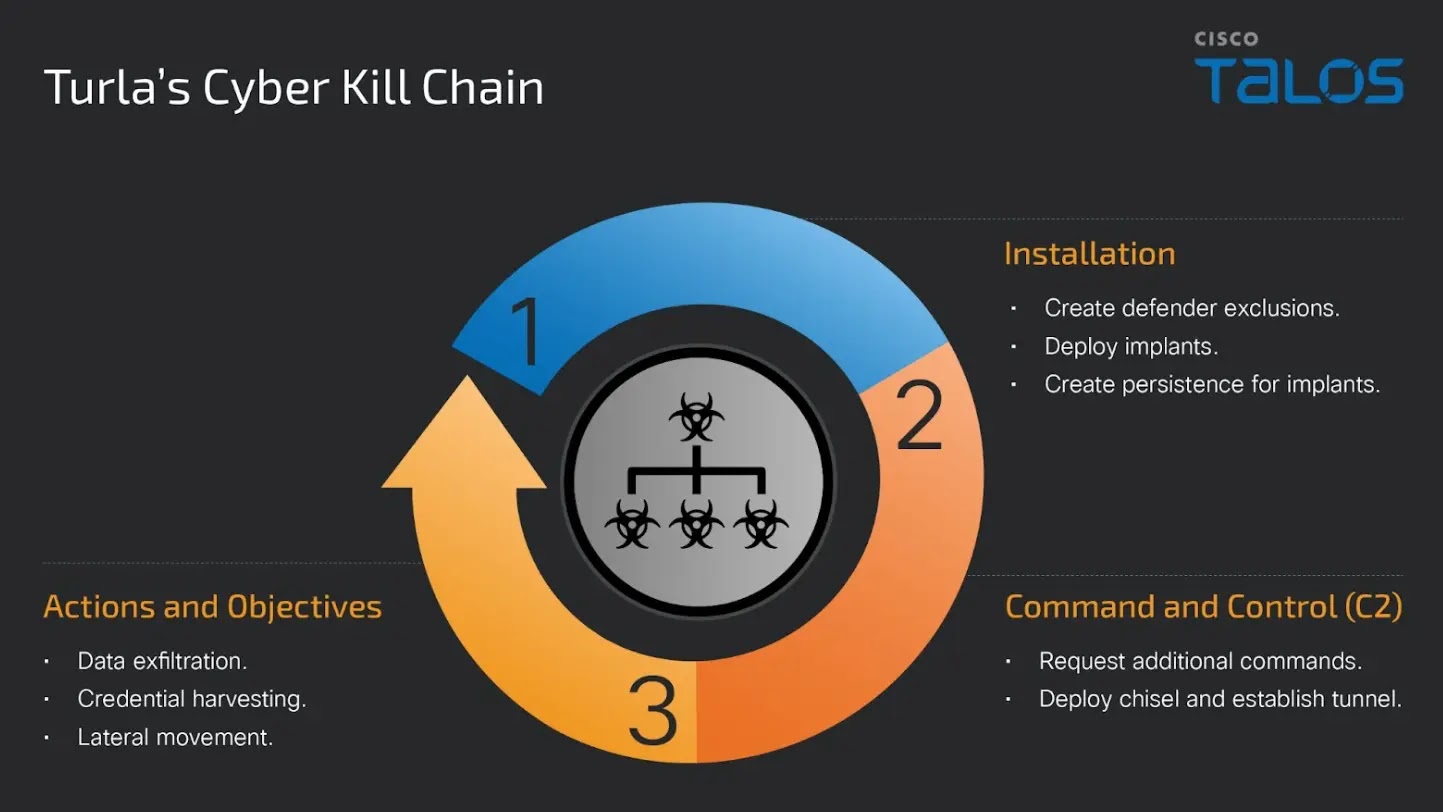 CISCO
TALOS
Turla's Cyber Kill Chain
1
Installation
· Create defender exclusions.
· Deploy implants.
· Create persistence for implants.
2
Command and Control (C2)
· Request additional commands.
· Deploy chisel and establish tunnel.
3
Actions and Objectives
· Data exfiltration.
· Credential harvesting.
· Lateral movement.